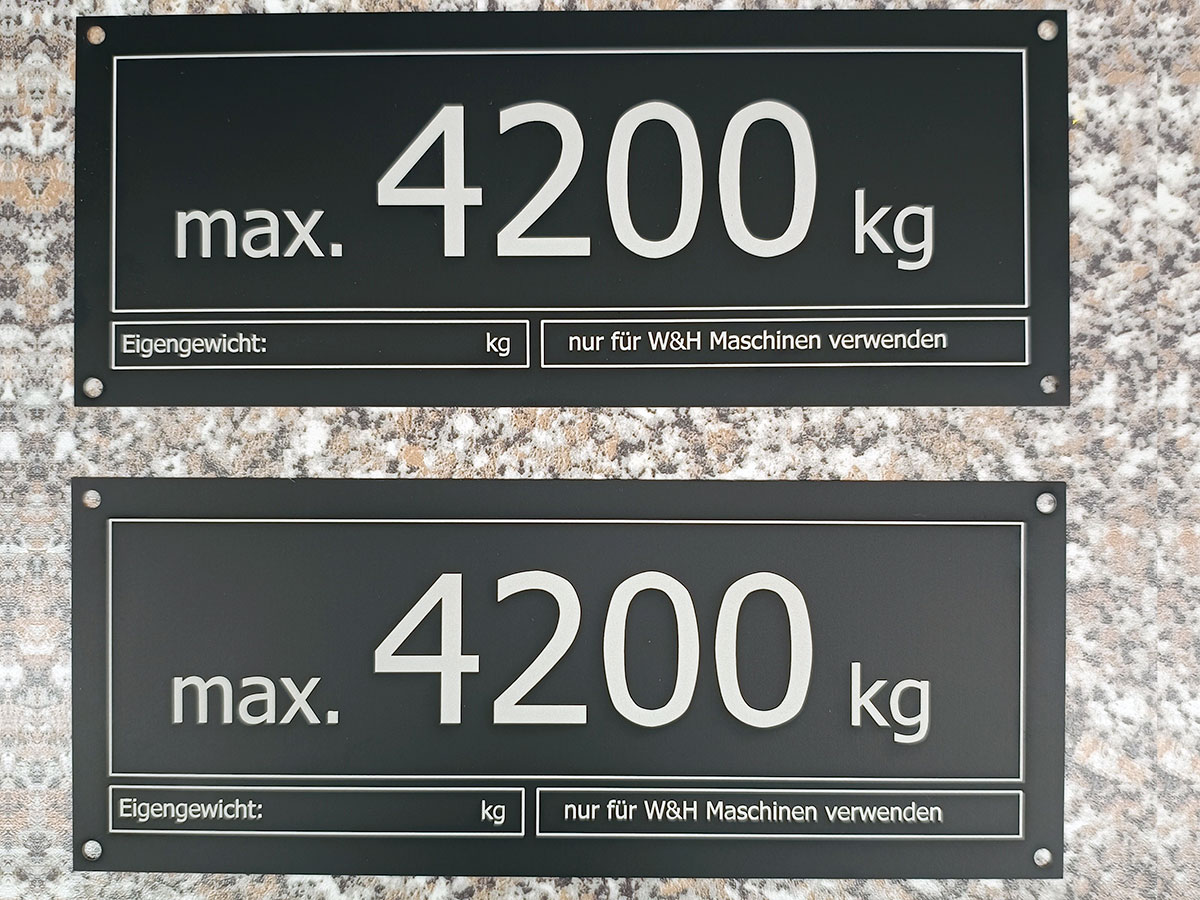 max. 4200 kg
Eigengewicht: kg nur für W&H Maschinen verwenden
max. 4200 kg
Eigengewicht: kg nur für W&H Maschinen verwenden